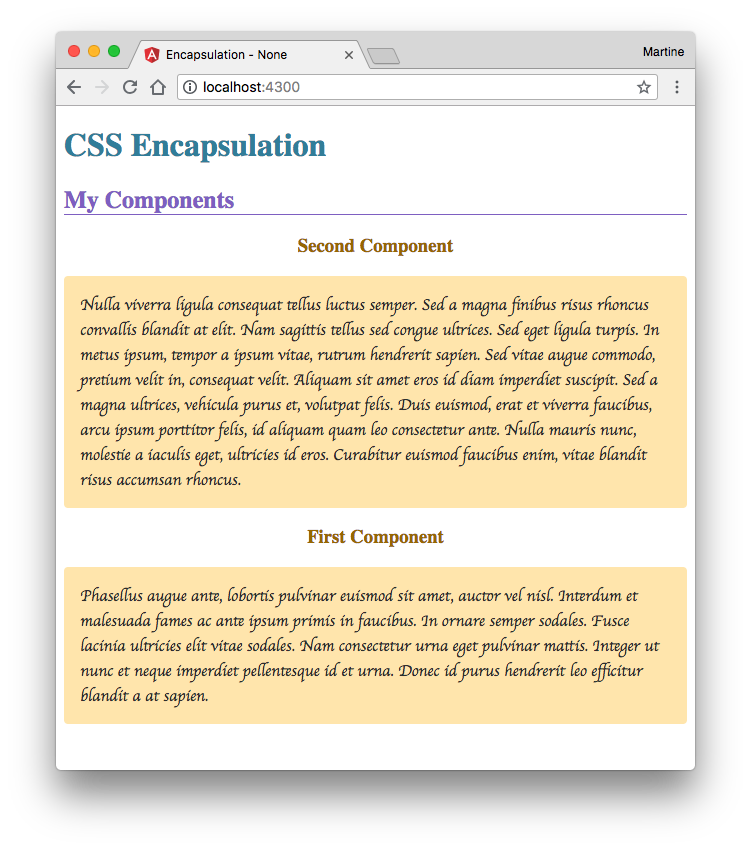 Encapsulation - None
Martine
localhost:4300
CSS Encapsulation
My Components
Second Component
Nulla viverra ligula consequat tellus luctus semper. Sed a magna finibus risus rhoncus
convallis blandit at elit. Nam sagittis tellus sed congue ultrices. Sed eget ligula turpis. In
metus ipsum, tempor a ipsum vitae, rutrum hendrerit sapien. Sed vitae augue commodo,
pretium velit in, consequat velit. Aliquam sit amet eros id diam imperdiet suscipit. Sed a
magna ultrices, vehicula purus et, volutpat felis. Duis euismod, erat et viverra faucibus,
arcu ipsum porttitor felis, id aliquam quam leo consectetur ante. Nulla mauris nunc,
molestie a iaculis eget, ultricies id eros. Curabitur euismod faucibus enim, vitae blandit
risus accumsan rhoncus.
First Component
Phasellus augue ante, lobortis pulvinar euismod sit amet, auctor vel nisl. Interdum et
malesuada fames ac ante ipsum primis in faucibus. In ornare semper sodales. Fusce
lacinia ultricies elit vitae sodales. Nam consectetur urna eget pulvinar mattis. Integer ut
nunc et neque imperdiet pellentesque id et urna. Donec id purus hendrerit leo efficitur
blandit a at sapien.